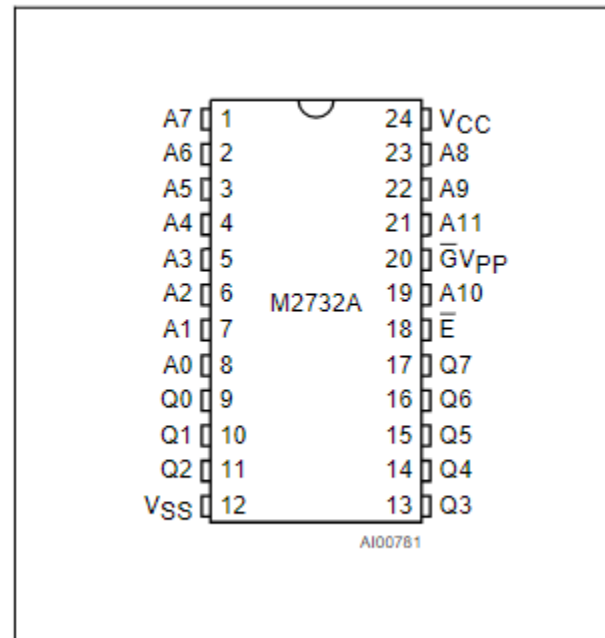 A7 1 24 VCC
A6 2 23 A8
A5 3 22 A9
A4 4 21 A11
A3 5 20 G̅VPP
A2 6 19 A10
M2732A
A1 7 18 E̅
A0 8 17 Q7
Q0 9 16 Q6
Q1 10 15 Q5
Q2 11 14 Q4
VSS 12 13 Q3
AI00781